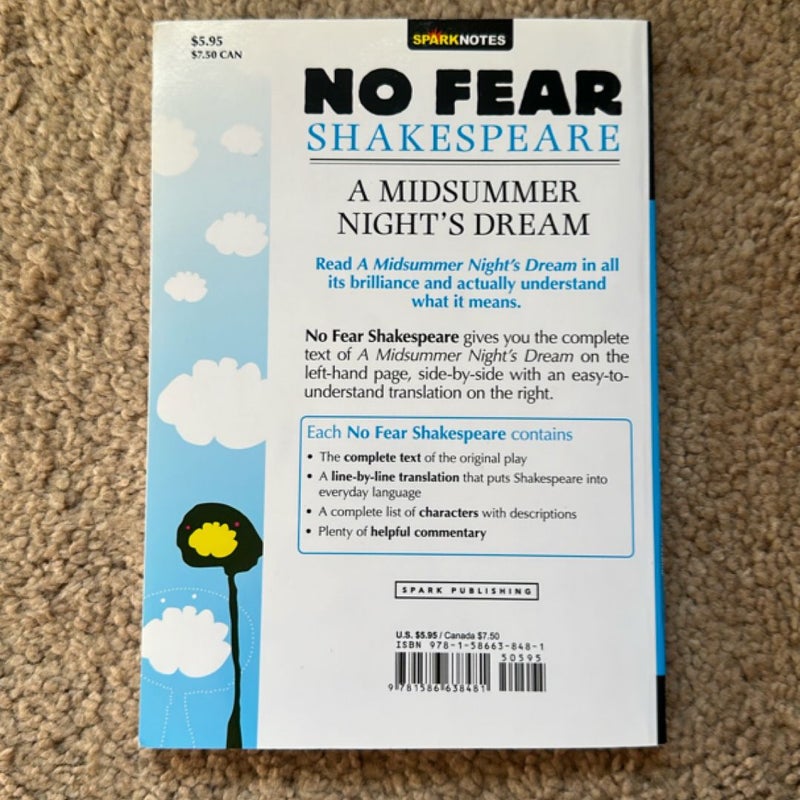 $5.95
$7.50 CAN
SPARKNOTES
NO FEAR
SHAKESPEARE
A MIDSUMMER
NIGHT'S DREAM
Read A Midsummer Night's Dream in all
its brilliance and actually understand
what it means.
No Fear Shakespeare gives you the complete
text of A Midsummer Night's Dream on the
left-hand page, side-by-side with an easy-to-
understand translation on the right.
Each No Fear Shakespeare contains
• The complete text of the original play
• A line-by-line translation that puts Shakespeare into
everyday language
• A complete list of characters with descriptions
• Plenty of helpful commentary
SPARK PUBLISHING
U.S. $5.95 / Canada $7.50
ISBN 978-1-58663-848-1
50595
9 781586 638481